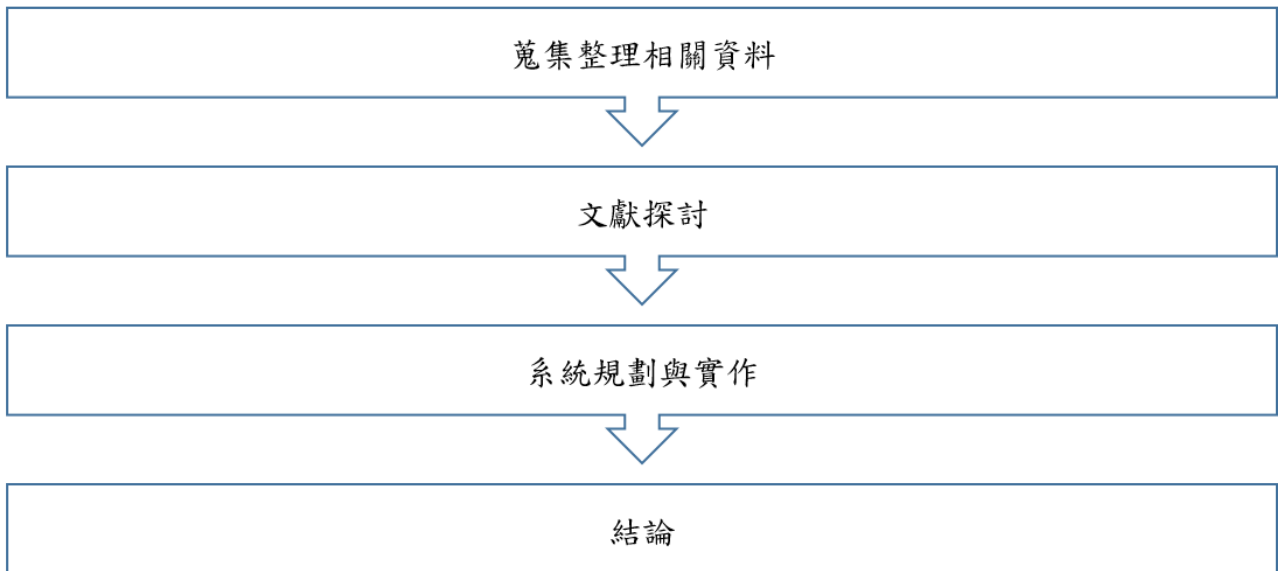 蒐集整理相關資料
文獻探討
系統規劃與實作
結論